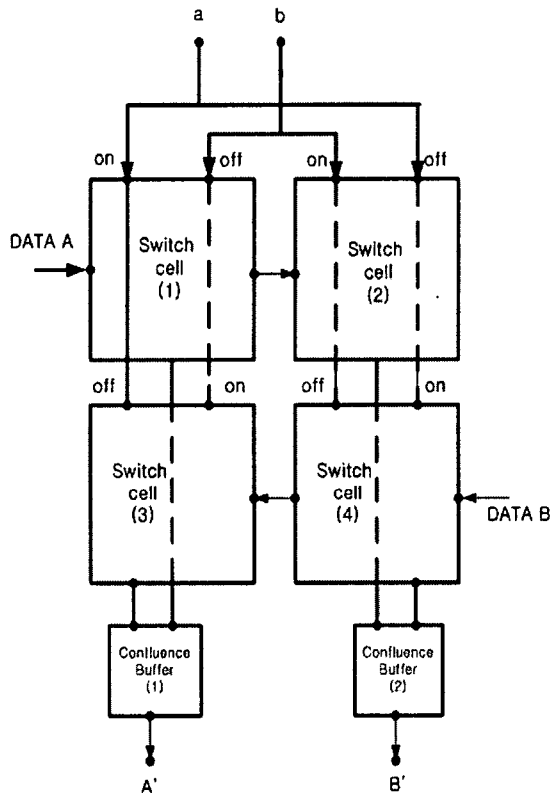 a b
on off on off
DATA A
Switch
cell
(1)
Switch
cell
(2)
off on off on
Switch
cell
(3)
Switch
cell
(4)
DATA B
Confluence
Buffer
(1)
Confluence
Buffer
(2)
A' B'